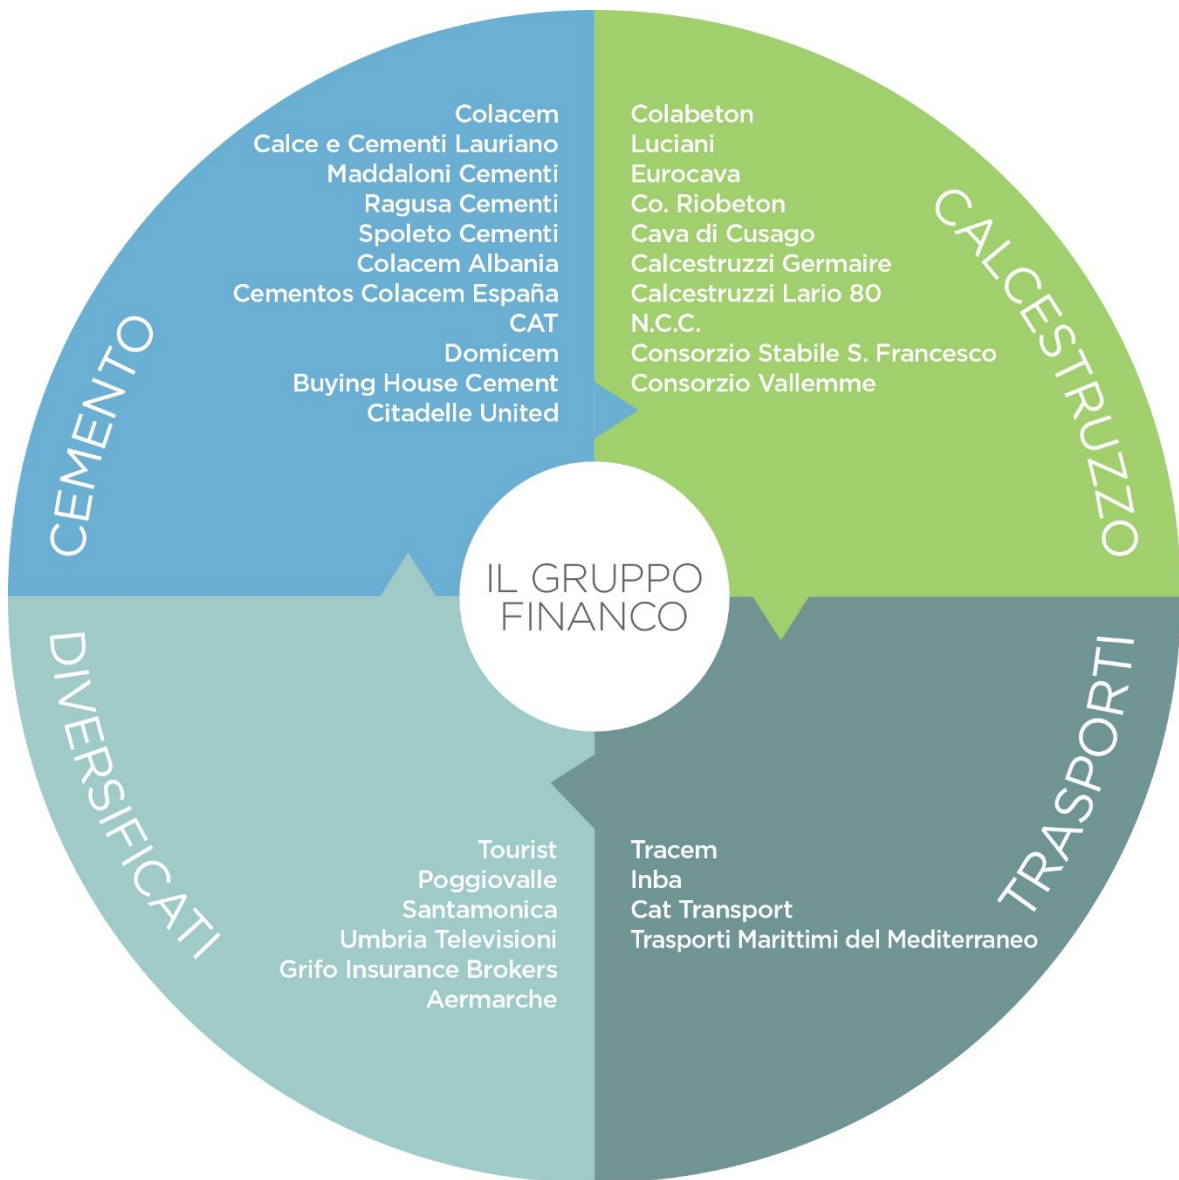 CEMENTO
Colacem
Calce e Cementi Lauriano
Maddaloni Cementi
Ragusa Cementi
Spoleto Cementi
Colacem Albania
Cementos Colacem España
CAT
Domicem
Buying House Cement
Citadelle United
CALCESTRUZZO
Colabeton
Luciani
Eurocava
Co. Riobeton
Cava di Cusago
Calcestruzzi Germaire
Calcestruzzi Lario 80
N.C.C.
Consorzio Stabile S. Francesco
Consorzio Vallemme
IL GRUPPO
FINANCO
DIVERSIFICATI
Tourist
Poggiovalle
Santamonica
Umbria Televisioni
Grifo Insurance Brokers
Aermarche
TRASPORTI
Tracem
Inba
Cat Transport
Trasporti Marittimi del Mediterraneo